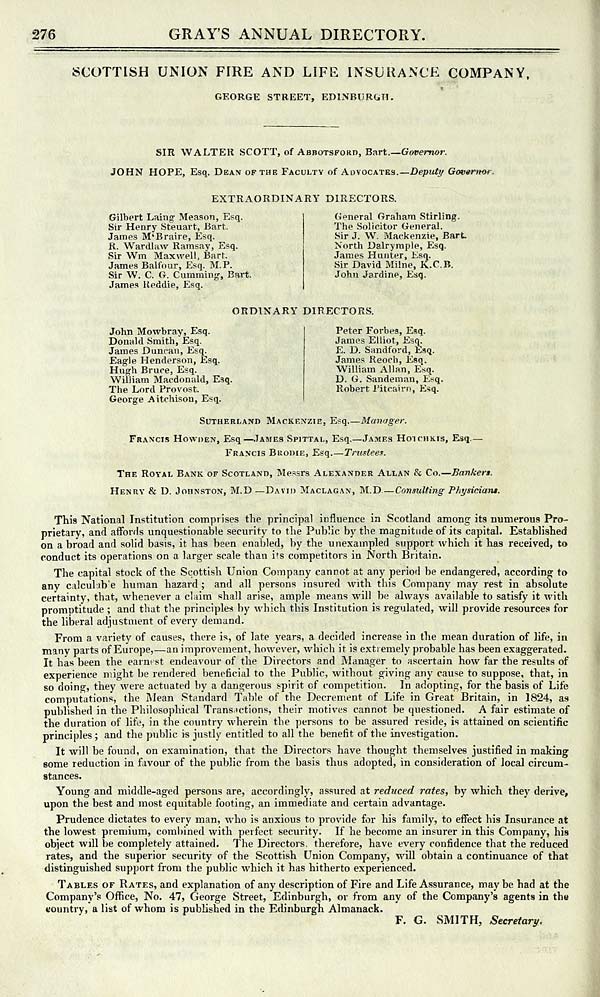 276 GRAY'S ANNUAL DIRECTORY.
SCOTTISH UNION FIRE AND LIFE INSURANCE COMPANY,
GEORGE STREET, EDINBURGH.
SIR WALTER SCOTT, of ABBOTSFORD, Bart.—Governor.
JOHN HOPE, Esq. DEAN OF THE FACULTY of ADVOCATES.—Deputy Governor.
EXTRAORDINARY DIRECTORS.
Gilbert Laing Meason, Esq.
Sir Henry Steuart, Bart.
James M‘Braire, Esq.
R. Wardlaw Ramsay, Esq.
Sir Wm Maxwell, Bart.
James Balfour, Esq. M.P.
Sir W. C. G. Cumming, Bart.
James Reddie, Esq.
General Graham Stirling.
The Solicitor General.
Sir J. W. Mackenzie, Bart.
North Dalrymple, Esq.
James Hunter, Esq.
Sir David Milne, K.C.B.
John Jardine, Esq.
ORDINARY DIRECTORS.
John Mowbray, Esq.
Donald Smith, Esq.
James Duncan, Esq.
Eagle Henderson, Esq.
Hugh Bruce, Esq.
William Macdonald, Esq.
The Lord Provost.
George Aitchison, Esq.
Peter Forbes, Esq.
James Elliot, Esq.
E. D. Sandford, Esq.
James Reoch, Esq.
William Allan, Esq.
D. G. Sandeman, Esq.
Robert Pitcairn, Esq.
SUTHERLAND MACKENZIE, Esq.—Manager.
FRANCIS HOWDEN, Esq —JAMES SPITTAL, Esq.—JAMES HOTCHKIS, Esq.—
FRANCIS BRODIE, Esq.—Trustees.
THE ROYAL BANK OF SCOTLAND, Messrs ALEXANDER ALLAN & Co.—Bankers.
HENRY & D. JOHNSTON, M.D —DAVID MACLAGAN, M.D.—Consulting Physicians.
This National Institution comprises the principal influence in Scotland among its numerous Pro-
prietary, and affords unquestionable security to the Public by the magnitude of its capital. Established
on a broad and solid basis, it has been enabled, by the unexampled support which it has received, to
conduct its operations on a larger scale than its competitors in North Britain.
The capital stock of the Scottish Union Company cannot at any period be endangered, according to
any calculable human hazard ; and all persons insured with this Company may rest in absolute
certainty, that, whenever a claim shall arise, ample means will be always available to satisfy it with
promptitude ; and that the principles by which this Institution is regulated, will provide resources for
the liberal adjustment of every demand.
From a variety of causes, there is, of late years, a decided increase in the mean duration of life, in
many parts of Europe,—an improvement, however, which it is extremely probable has been exaggerated.
It has been the earnest endeavour of the Directors and Manager to ascertain how far the results of
experience might be rendered beneficial to the Public, without giving any cause to suppose, that, in
so doing, they were actuated by a dangerous spirit of competition. In adopting, for the basis of Life
computations, the Mean Standard Table of the Decrement of Life in Great Britain, in 1824, as
published in the Philosophical Transactions, their motives cannot be questioned. A fair estimate of
the duration of life, in the country wherein the persons to be assured reside, is attained on scientific
principles ; and the public is justly entitled to all the benefit of the investigation.
It will be found, on examination, that the Directors have thought themselves justified in making
some reduction in favour of the public from the basis thus adopted, in consideration of local circum-
stances.
Young and middle-aged persons are, accordingly, assured at reduced rates, by which they derive,
upon the best and most equitable footing, an immediate and certain advantage.
Prudence dictates to every man, who is anxious to provide for his family, to effect his Insurance at
the lowest premium, combined with perfect security. If he become an insurer in this Company, his
object will be completely attained. The Directors, therefore, have every confidence that the reduced
rates, and the superior security of the Scottish Union Company, will obtain a continuance of that
distinguished support from the public which it has hitherto experienced.
TABLES OF RATES, and explanation of any description of Fire and Life Assurance, may be had at the
Company's Office, No. 47, George Street, Edinburgh, or from any of the Company's agents in the
country, a list of whom is published in the Edinburgh Almanack.
F. G. SMITH, Secretary.